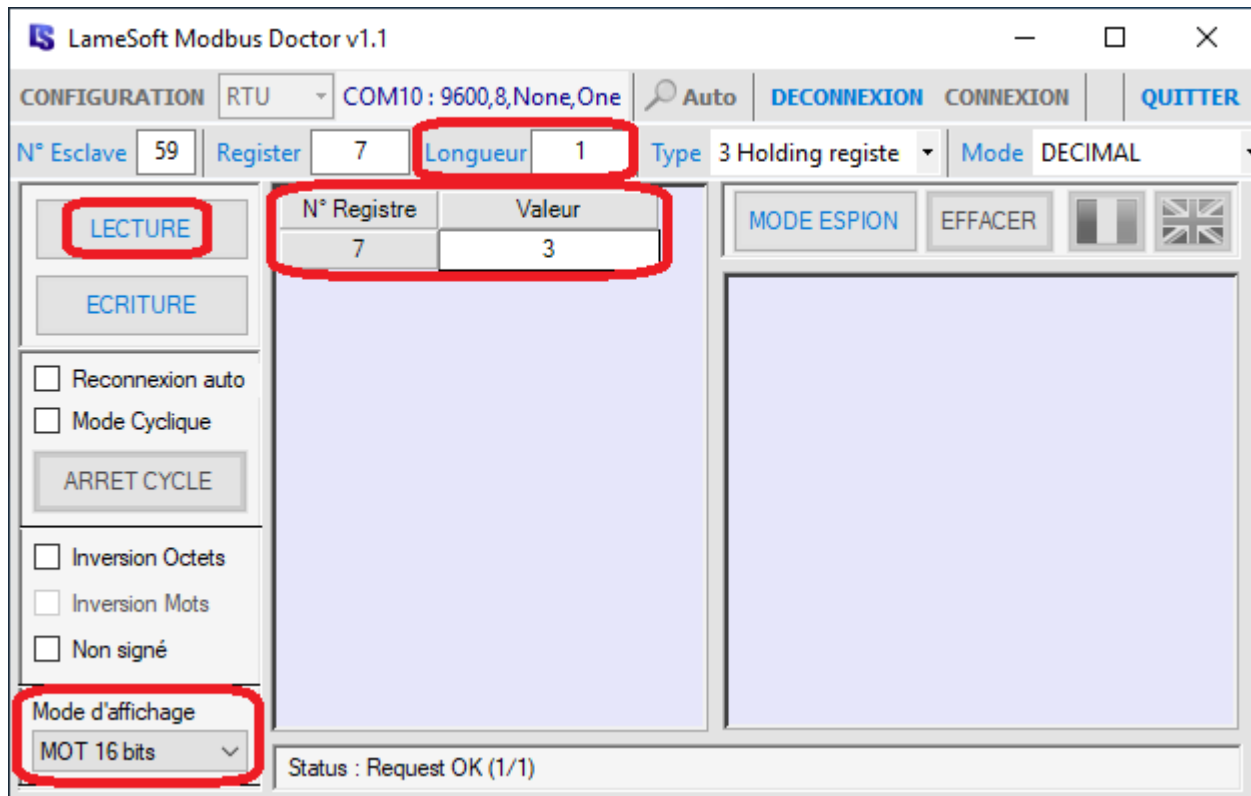 LS LameSoft Modbus Doctor v1.1
CONFIGURATION RTU COM10 : 9600,8,None,One Auto DECONNEXION CONNEXION QUITTER
N° Esclave 59 Register 7 Longueur 1 Type 3 Holding registe Mode DECIMAL
LECTURE
ECRITURE
Reconnexion auto
Mode Cyclique
ARRET CYCLE
Inversion Octets
Inversion Mots
Non signé
Mode d'affichage
MOT 16 bits
N° Registre Valeur
7 3
MODE ESPION EFFACER
Status : Request OK (1/1)